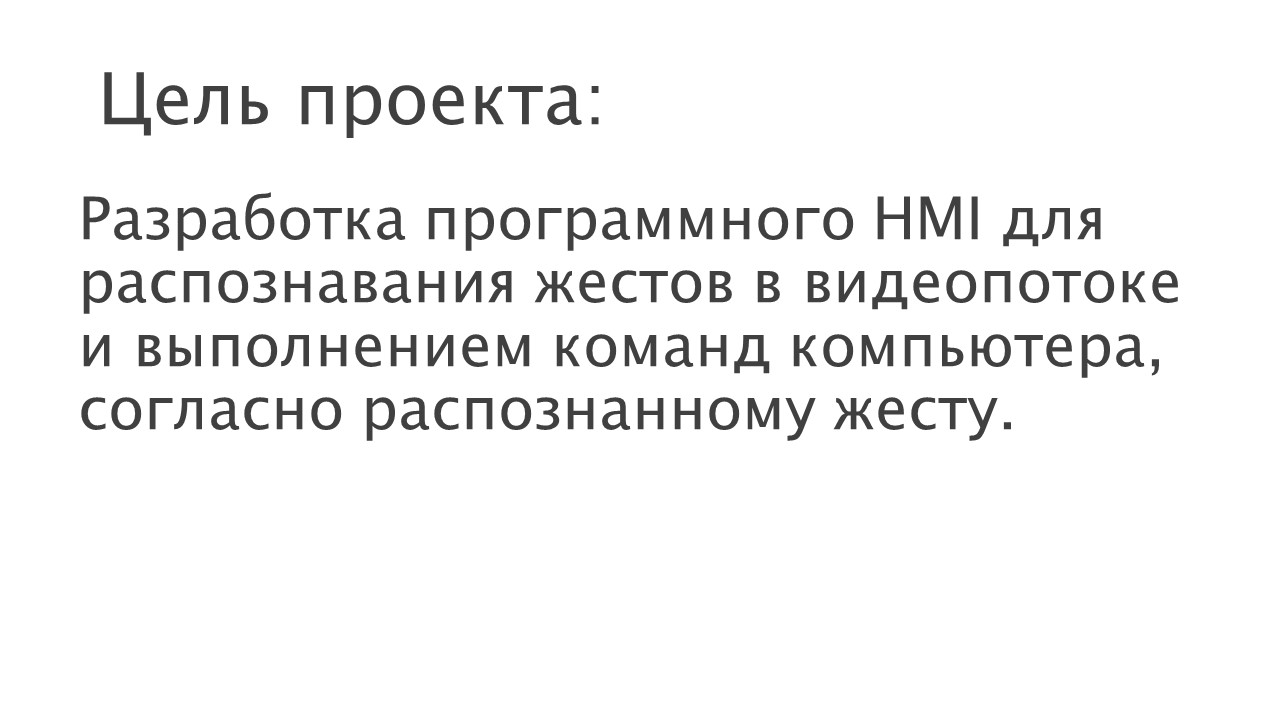 Цель проекта:
Разработка программного HMI для
распознавания жестов в видеопотоке
и выполнением команд компьютера,
согласно распознанному жесту.